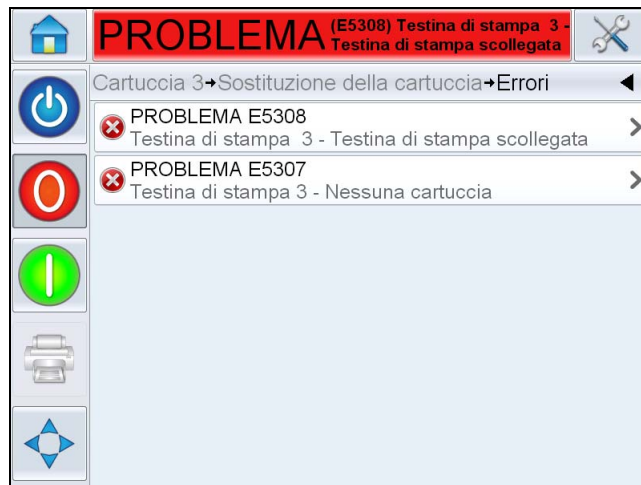 PROBLEMA
(E5308) Testina di stampa  3 -
Testina di stampa scollegata
Cartuccia 3→Sostituzione della cartuccia→Errori
PROBLEMA E5308
Testina di stampa  3 - Testina di stampa scollegata
PROBLEMA E5307
Testina di stampa 3 - Nessuna cartuccia